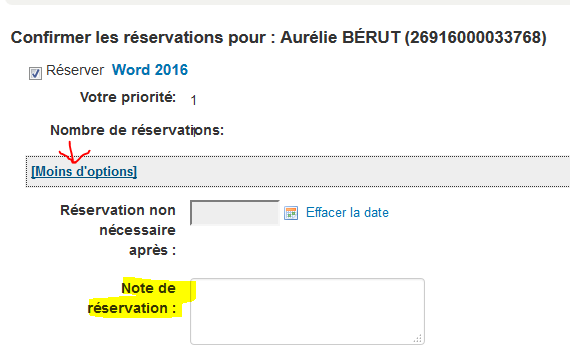 Confirmer les réservations pour : Aurélie BÉRUT (26916000033768)
Réserver Word 2016
Votre priorité: 1
Nombre de réservations:
[Moins d'options]
Réservation non
nécessaire
après :
Effacer la date
Note de
réservation :